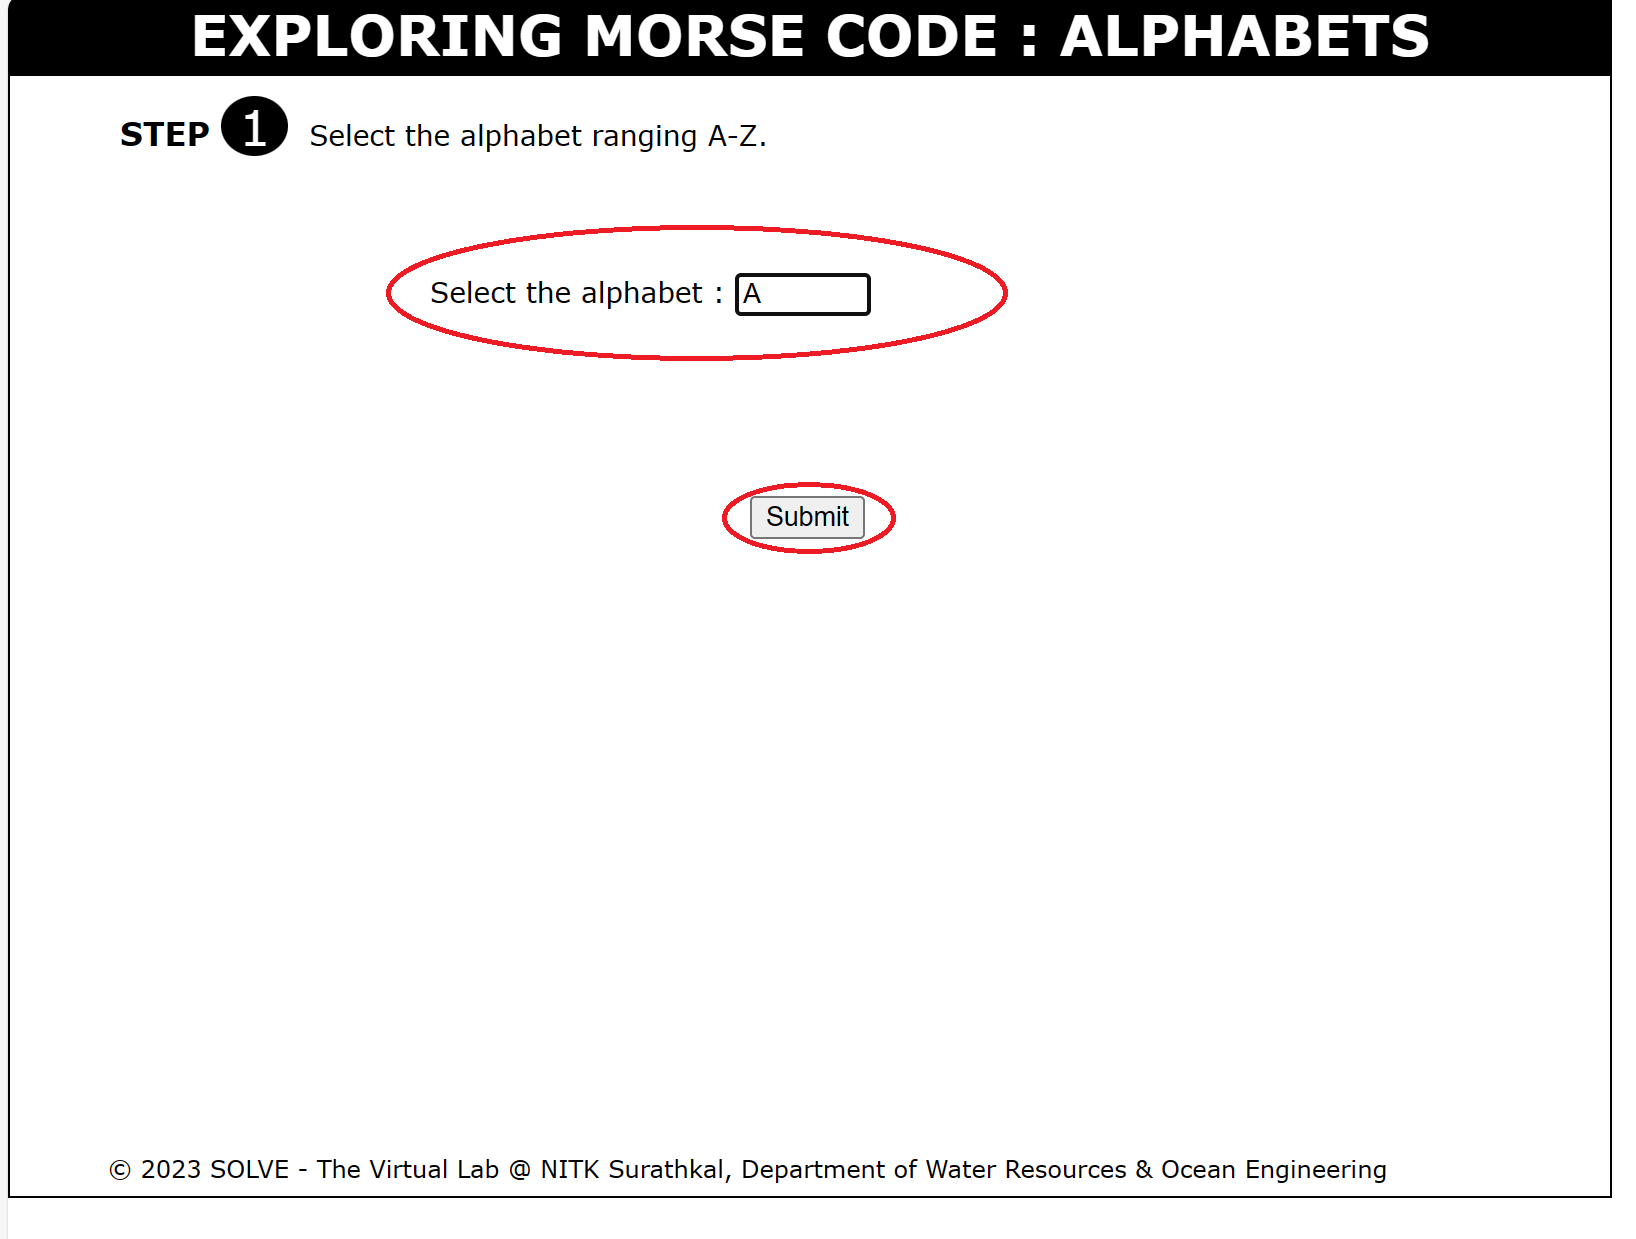 EXPLORING MORSE CODE : ALPHABETS
STEP 1 Select the alphabet ranging A-Z.
Select the alphabet : A
Submit
© 2023 SOLVE - The Virtual Lab @ NITK Surathkal, Department of Water Resources & Ocean Engineering